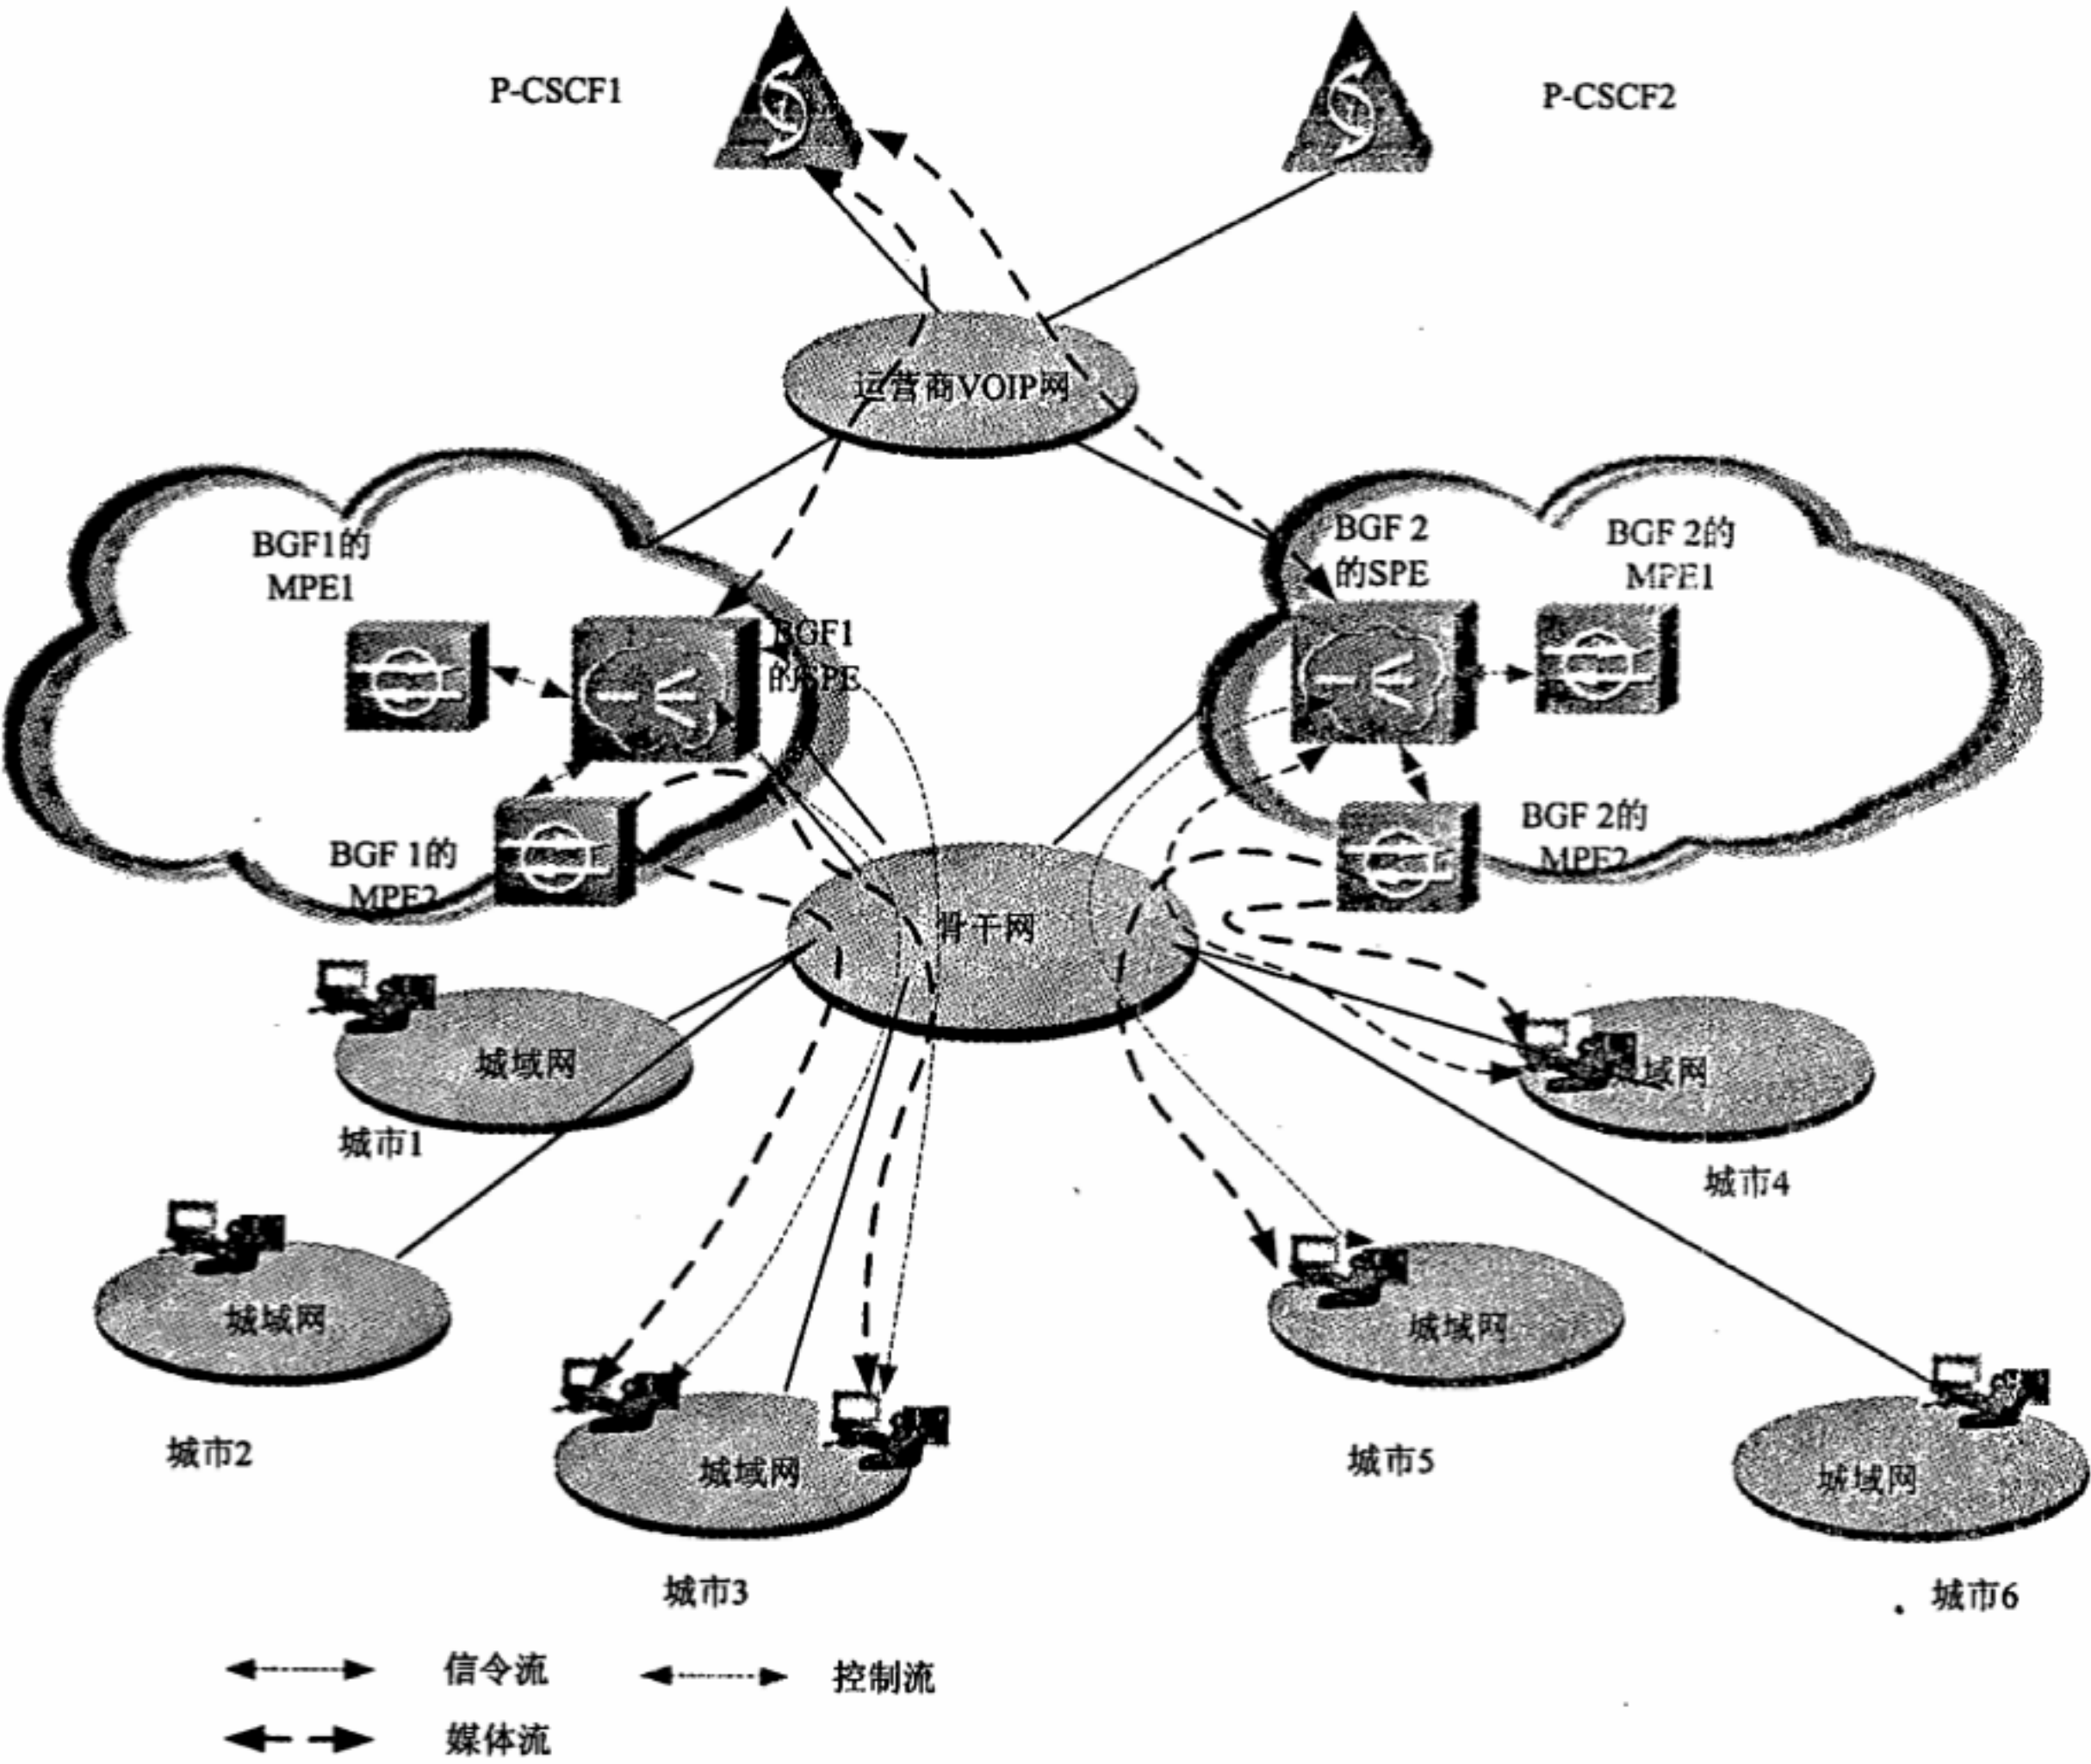 P-CSCF1
P-CSCF2
运营商VOIP网
BGF1的
MPE1
BGF1
的SPE
BGF 1的
MPE2
BGF 2
的SPE
BGF 2的
MPE1
BGF 2的
MPE2
骨干网
城域网
城市1
城域网
城市2
城域网
城市3
域网
城市4
城域网
城市5
城域网
城市6
信令流
控制流
媒体流